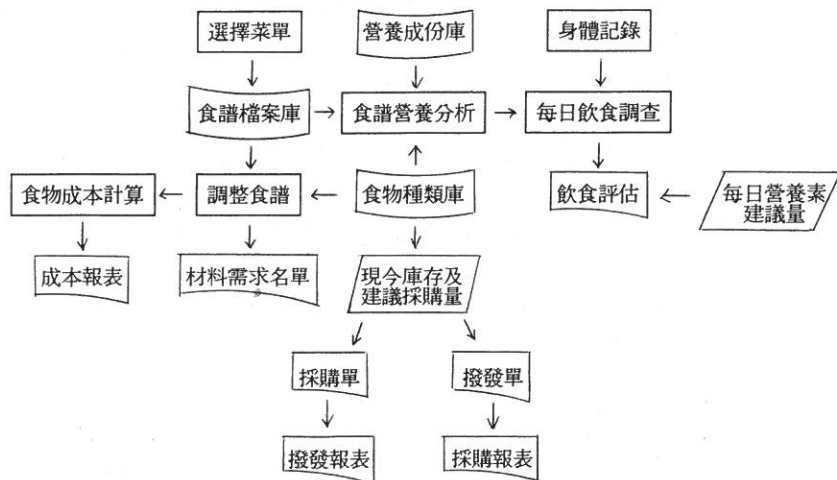 選擇菜單
營養成份庫
身體記錄
食譜檔案庫
食譜營養分析
每日飲食調查
食物成本計算
調整食譜
食物種類庫
飲食評估
每日營養素
建議量
成本報表
材料需求名單
現今庫存及
建議採購量
採購單
撥發單
撥發報表
採購報表